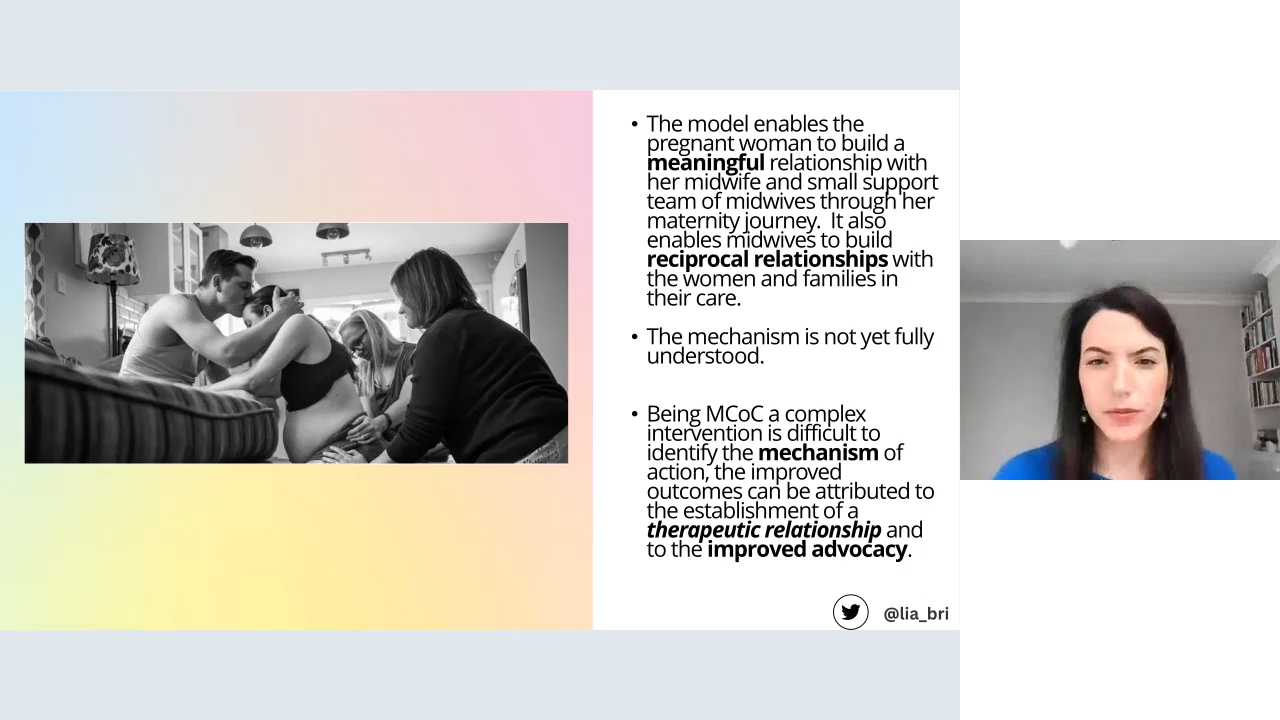 • The model enables the
pregnant woman to build a
meaningful relationship with
her midwife and small support
team of midwives through her
maternity journey.  It also
enables midwives to build
reciprocal relationships with
the women and families in
their care.
• The mechanism is not yet fully
understood.
• Being MCoC a complex
intervention is difficult to
identify the mechanism of
action, the improved
outcomes can be attributed to
the establishment of a
therapeutic relationship and
to the improved advocacy.
@lia_bri